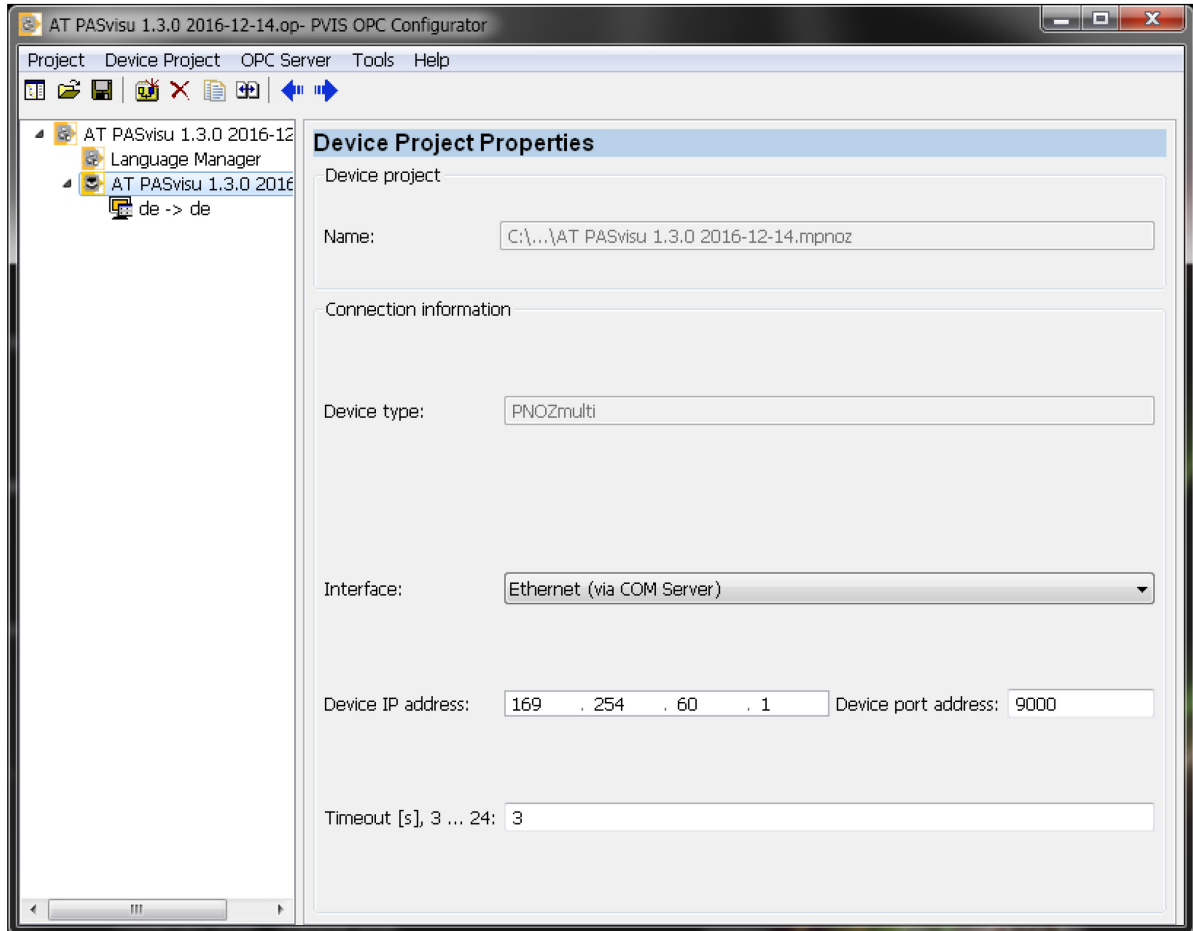 AT PASvisu 1.3.0 2016-12-14.op- PVIS OPC Configurator
Project Device Project OPC Server Tools Help
AT PASvisu 1.3.0 2016-12
Language Manager
AT PASvisu 1.3.0 2016
de -> de
Device Project Properties
Device project
Name: C:\...\AT PASvisu 1.3.0 2016-12-14.mpnoz
Connection information
Device type: PNOZmulti
Interface: Ethernet (via COM Server)
Device IP address: 169 . 254 . 60 . 1 Device port address: 9000
Timeout [s], 3 ... 24: 3